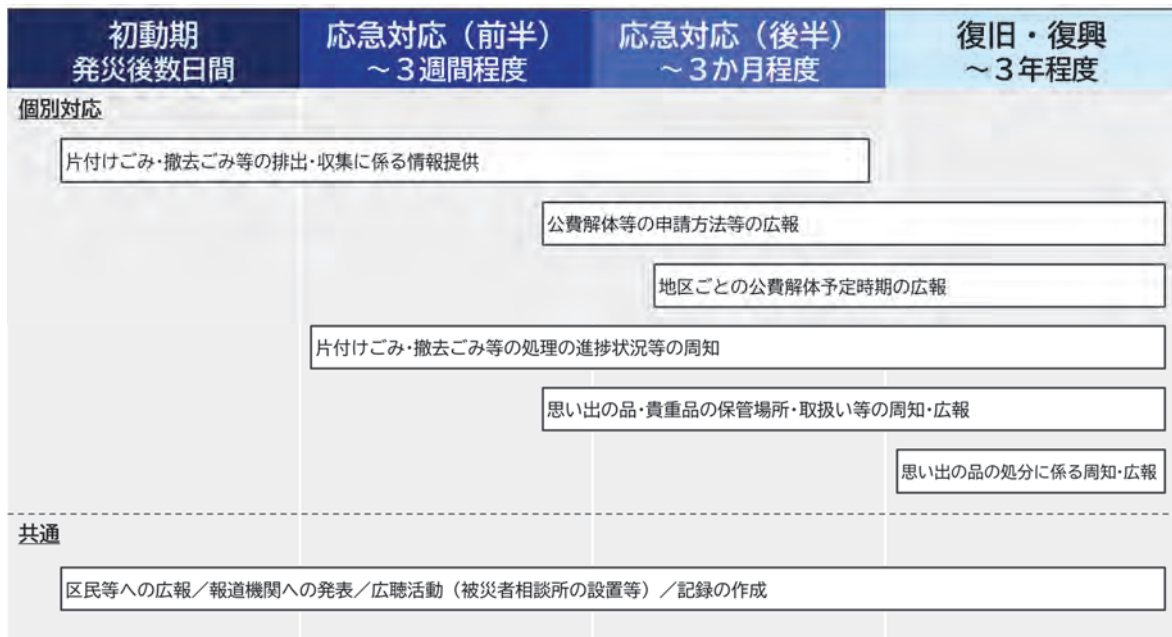 初動期
発災後数日間
応急対応（前半）
～３週間程度
応急対応（後半）
～３か月程度
復旧・復興
～３年程度
個別対応
片付けごみ・撤去ごみ等の排出・収集に係る情報提供
公費解体等の申請方法等の広報
地区ごとの公費解体予定時期の広報
片付けごみ・撤去ごみ等の処理の進捗状況等の周知
思い出の品・貴重品の保管場所・取扱い等の周知・広報
思い出の品の処分に係る周知・広報
共通
区民等への広報／報道機関への発表／広聴活動（被災者相談所の設置等）／記録の作成